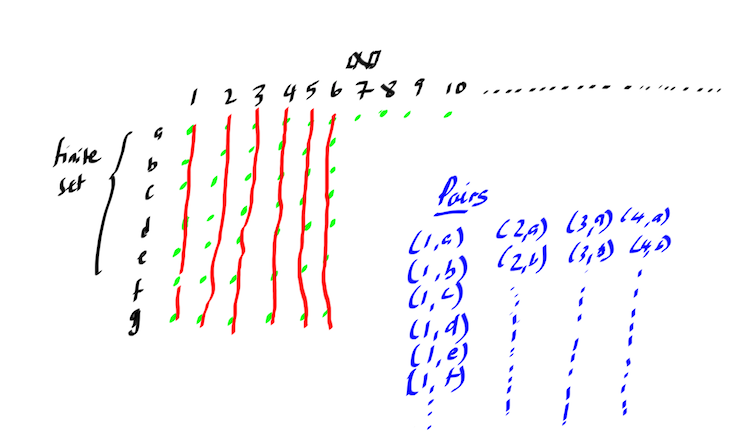 ∞
1 2 3 4 5 6 7 8 9 10 ....................
finite
set
a
b
c
d
e
f
g
Pairs
(1,a) (2,a) (3,a) (4,a)
(1,b) (2,b) (3,b) (4,b)
(1,c)
(1,d)
(1,e)
(1,f)